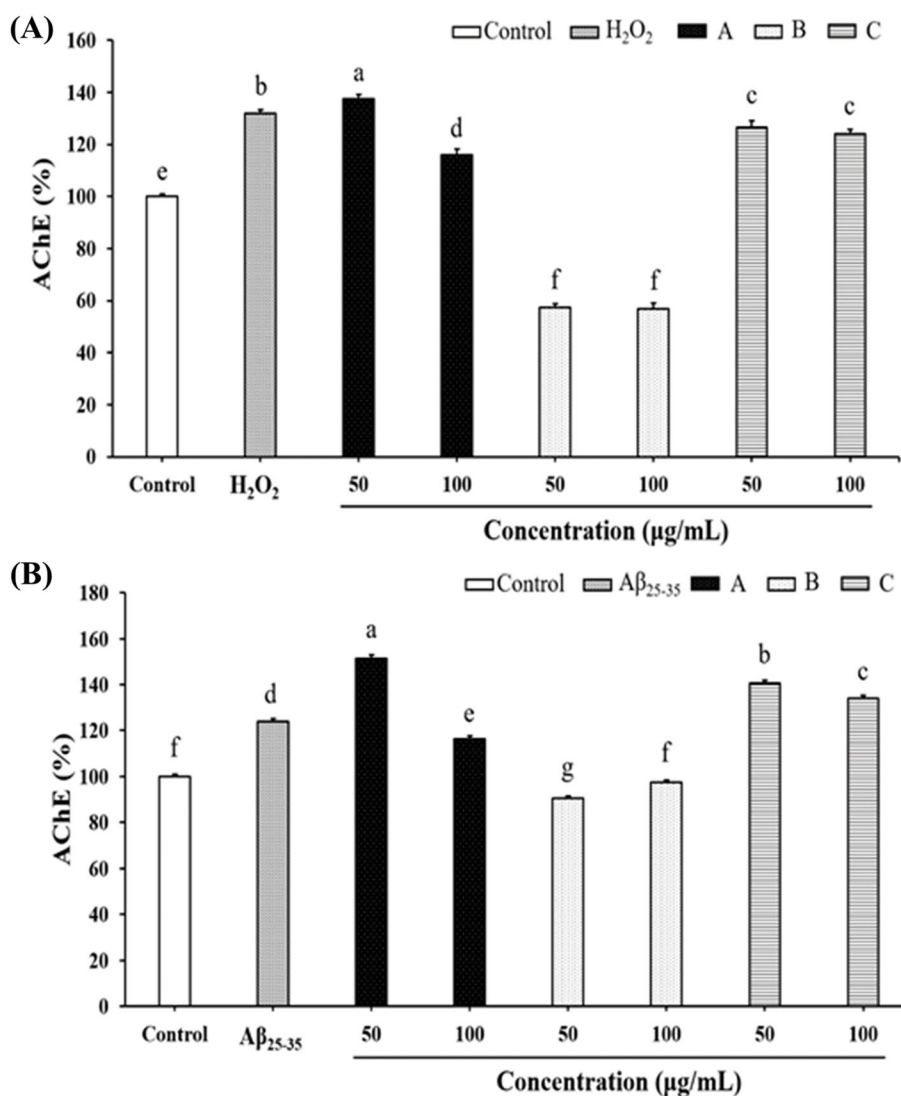 (A)
160
Control H₂O₂ A B C
140
120
100
80
60
40
20
0
AChE (%)
e b a d f f c c
Control H₂O₂ 50 100 50 100 50 100
Concentration (µg/mL)
(B)
180
Control Aβ₂₅₋₃₅ A B C
160
140
120
100
80
60
40
20
0
AChE (%)
f d a e g f b c
Control Aβ₂₅₋₃₅ 50 100 50 100 50 100
Concentration (µg/mL)